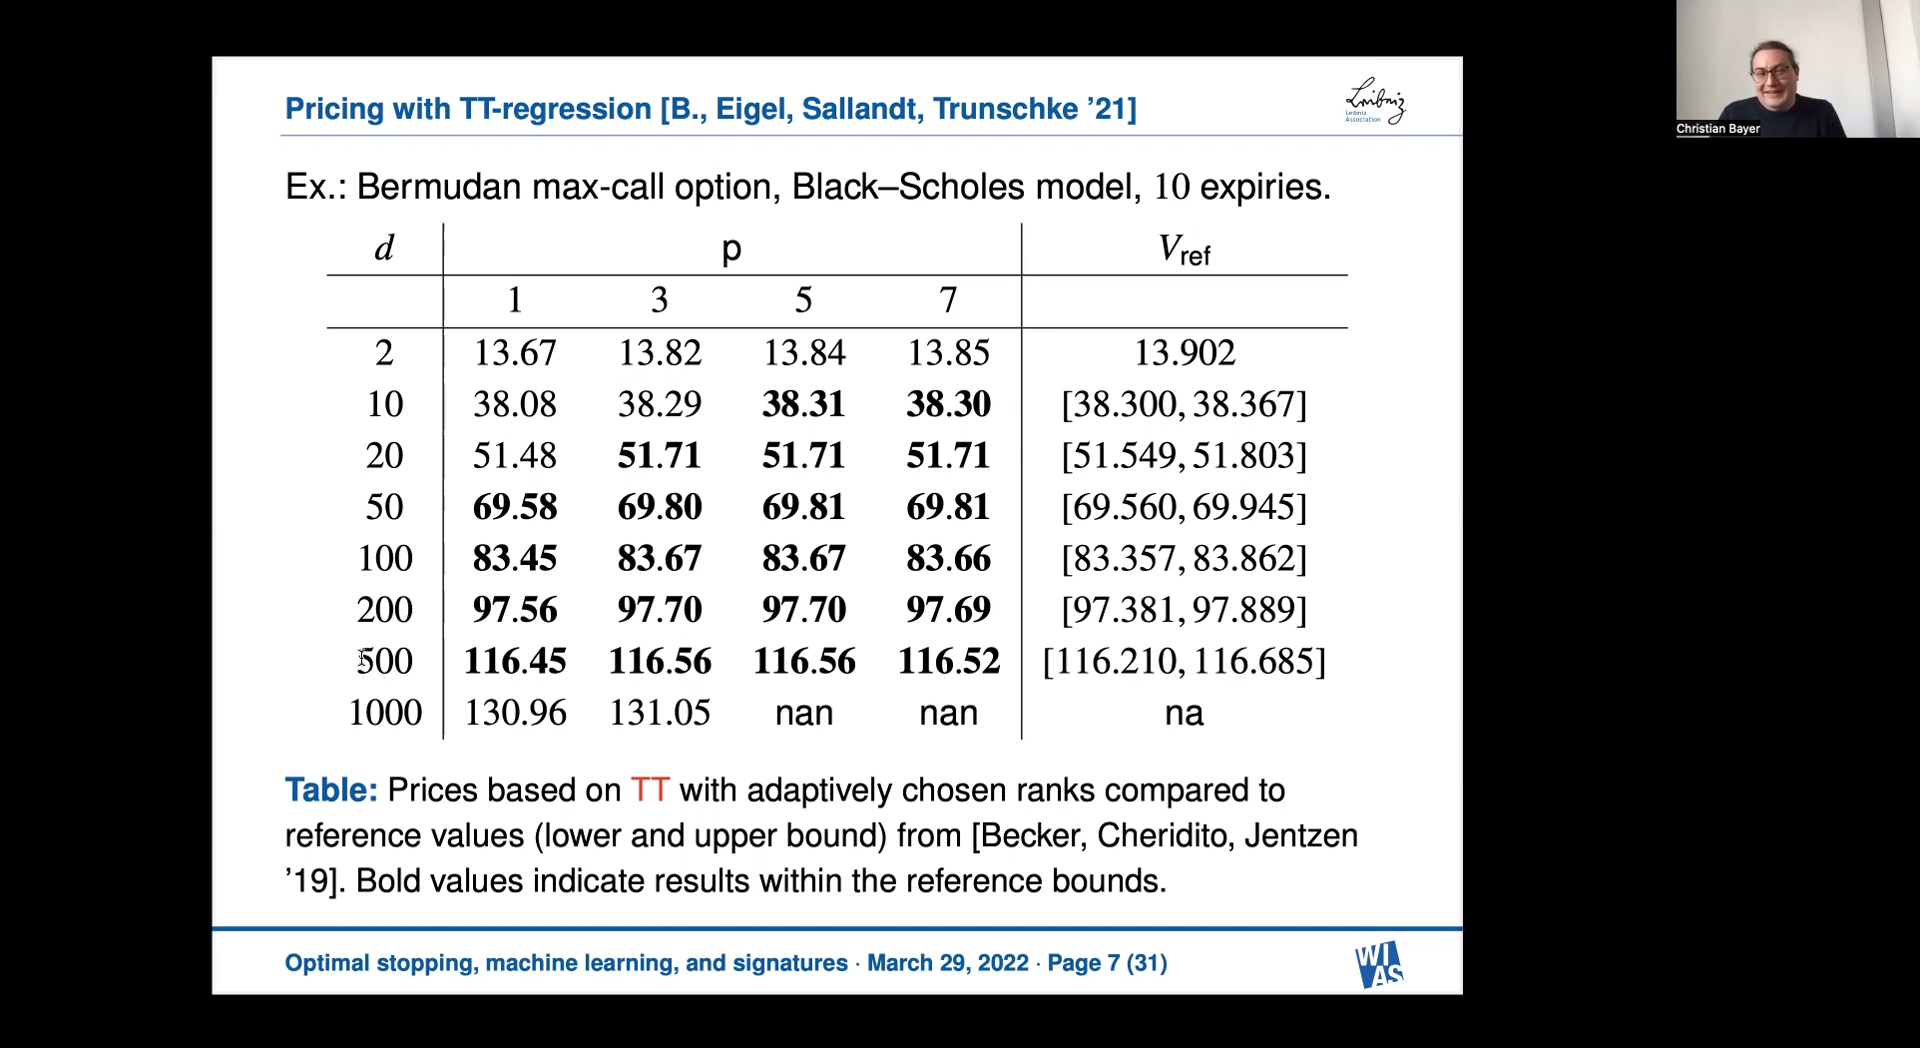 Pricing with TT-regression [B., Eigel, Sallandt, Trunschke ’21]
Leibniz
Leibniz
Association
Christian Bayer
Ex.: Bermudan max-call option, Black–Scholes model, 10 expiries.
d p Vref
1 3 5 7
2 13.67 13.82 13.84 13.85 13.902
10 38.08 38.29 38.31 38.30 [38.300, 38.367]
20 51.48 51.71 51.71 51.71 [51.549, 51.803]
50 69.58 69.80 69.81 69.81 [69.560, 69.945]
100 83.45 83.67 83.67 83.66 [83.357, 83.862]
200 97.56 97.70 97.70 97.69 [97.381, 97.889]
500 116.45 116.56 116.56 116.52 [116.210, 116.685]
1000 130.96 131.05 nan nan na
Table: Prices based on TT with adaptively chosen ranks compared to
reference values (lower and upper bound) from [Becker, Cheridito, Jentzen
’19]. Bold values indicate results within the reference bounds.
Optimal stopping, machine learning, and signatures · March 29, 2022 · Page 7 (31)
WI
AS